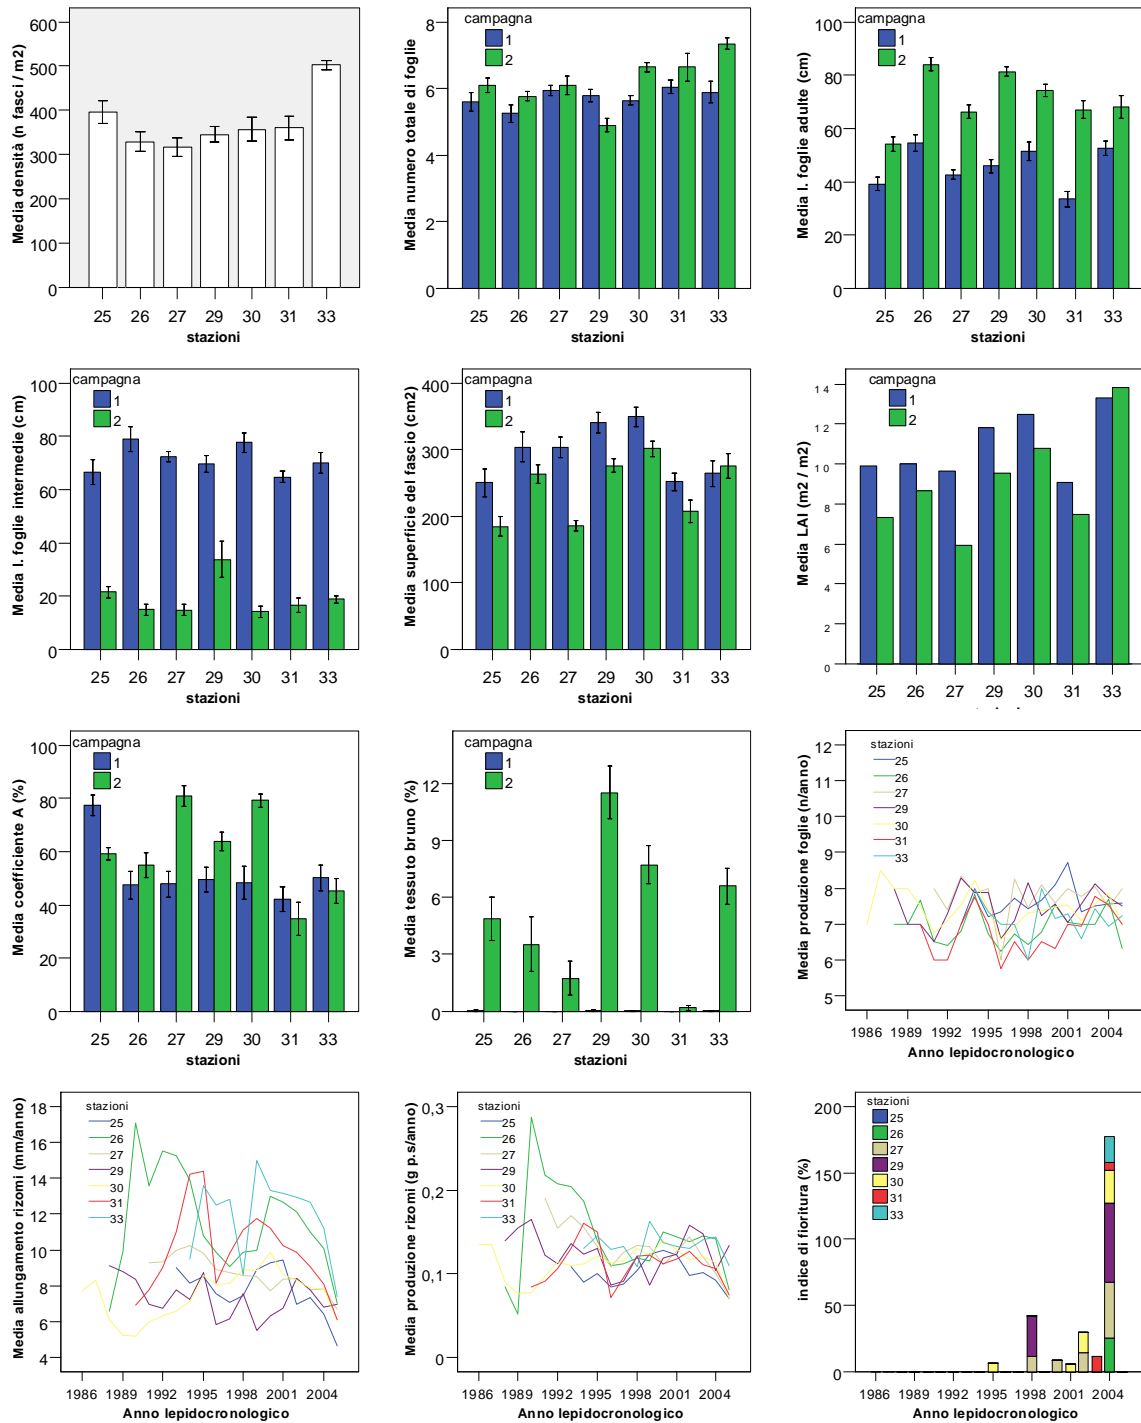 Media densità (n fasci / m2)
600
500
400
300
200
100
0
25 26 27 29 30 31 33
stazioni
Media numero totale di foglie
campagna
1
2
8
6
4
2
0
25 26 27 29 30 31 33
stazioni
Media l. foglie adulte (cm)
campagna
1
2
100
80
60
40
20
0
25 26 27 29 30 31 33
stazioni
Media l. foglie intermedie (cm)
campagna
1
2
100
80
60
40
20
0
25 26 27 29 30 31 33
stazioni
Media superficie del fascio (cm2)
campagna
1
2
400
300
200
100
0
25 26 27 29 30 31 33
stazioni
Media LAI (m2 / m2)
campagna
1
2
14
12
10
8
6
4
2
0
25 26 27 29 30 31 33
Media coefficiente A (%)
campagna
1
2
100
80
60
40
20
0
25 26 27 29 30 31 33
stazioni
Media tessuto bruno (%)
campagna
1
2
12
9
6
3
0
25 26 27 29 30 31 33
stazioni
Media produzione foglie (n/anno)
stazioni
25
26
27
29
30
31
33
12
11
10
9
8
7
6
5
1986 1989 1992 1995 1998 2001 2004
Anno lepidocronologico
Media allungamento rizomi (mm/anno)
stazioni
25
26
27
29
30
31
33
18
16
14
12
10
8
6
4
1986 1989 1992 1995 1998 2001 2004
Anno lepidocronologico
Media produzione rizomi (g p.s/anno)
stazioni
25
26
27
29
30
31
33
0,3
0,2
0,1
0
1986 1989 1992 1995 1998 2001 2004
Anno lepidocronologico
indice di fioritura (%)
stazioni
25
26
27
29
30
31
33
200
150
100
50
0
1986 1989 1992 1995 1998 2001 2004
Anno lepidocronologico